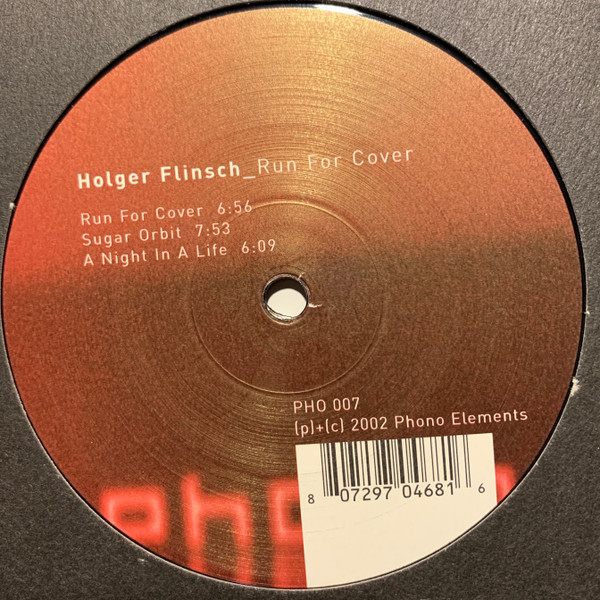 Holger Flinsch_Run For Cover
Run For Cover 6:56
Sugar Orbit 7:53
A Night In A Life 6:09
PHO 007
(p)+(c) 2002 Phono Elements
8 07297 04681 6